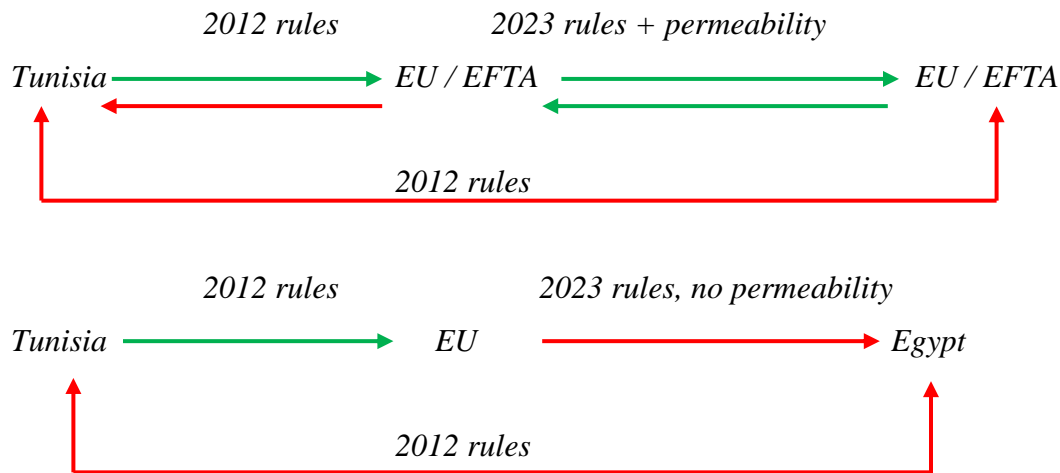 2012 rules 2023 rules + permeability
Tunisia EU / EFTA EU / EFTA
2012 rules
2012 rules 2023 rules, no permeability
Tunisia EU Egypt
2012 rules